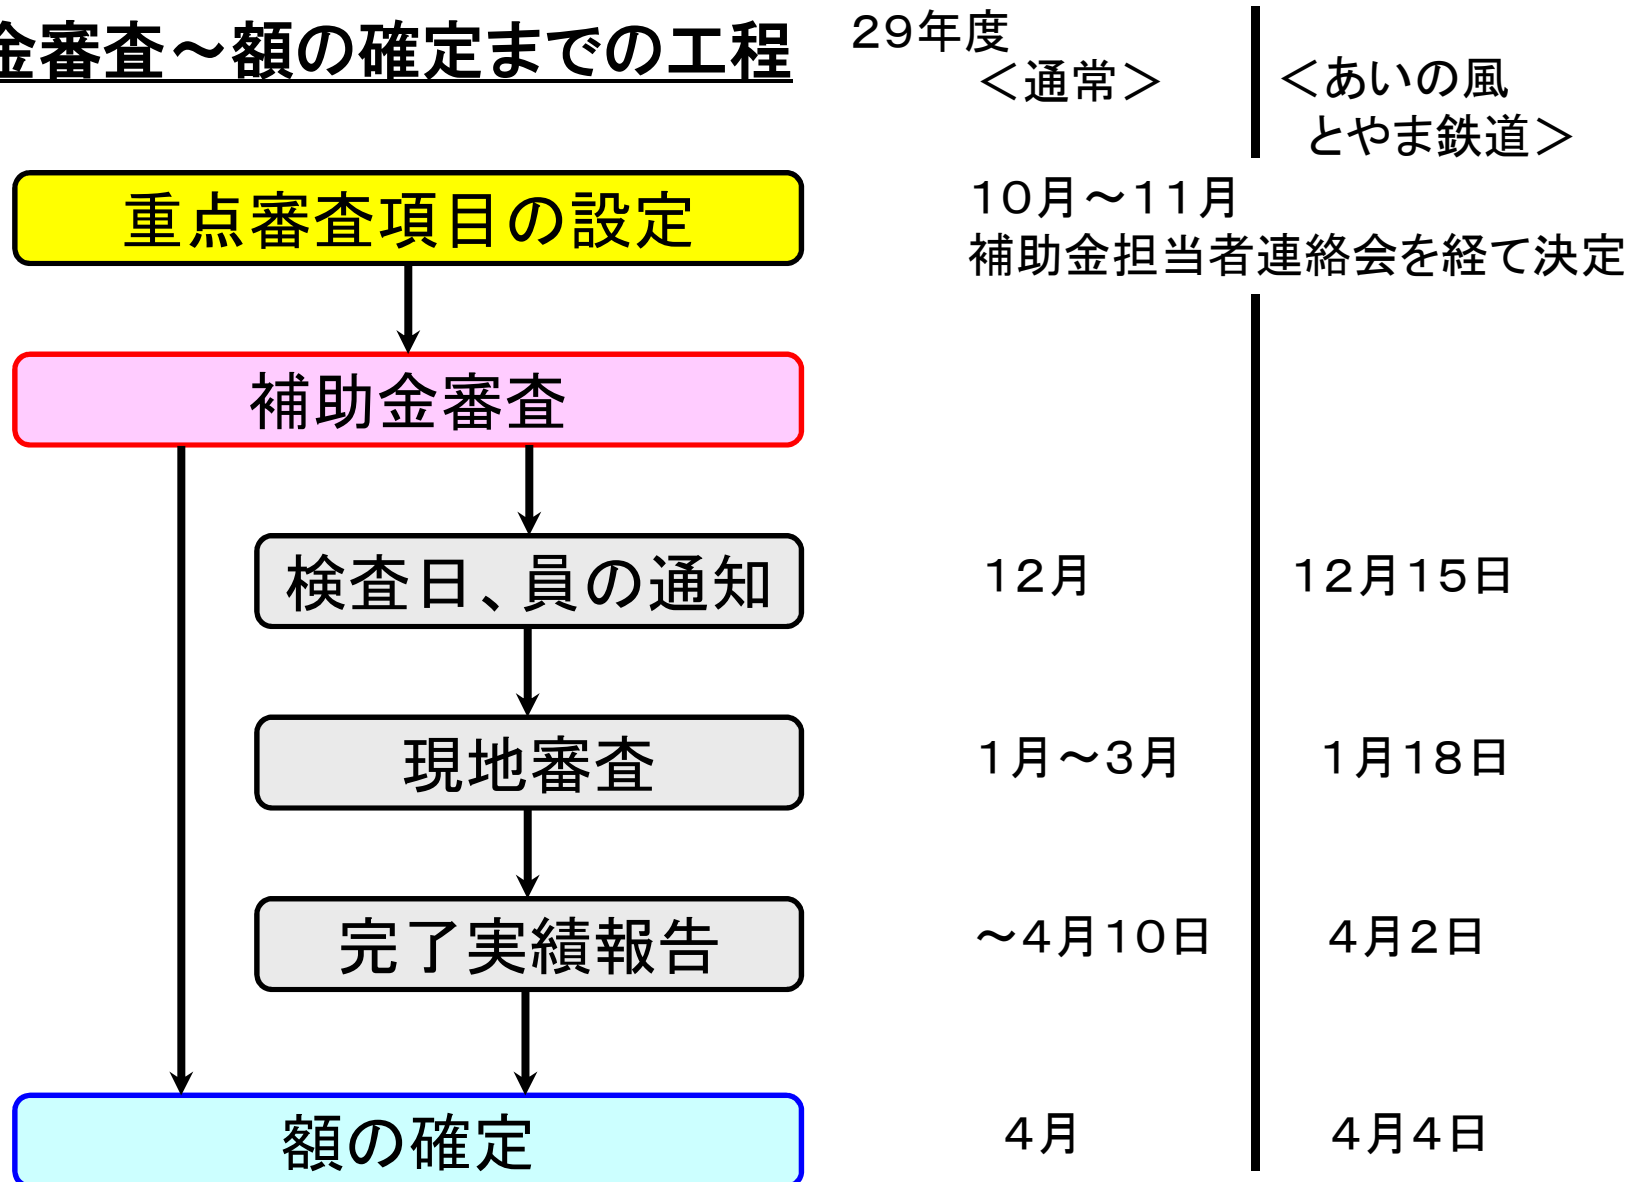 金審査～額の確定までの工程
29年度
＜通常＞
＜あいの風
とやま鉄道＞
重点審査項目の設定
10月～11月
補助金担当者連絡会を経て決定
補助金審査
検査日、員の通知
12月
12月15日
現地審査
1月～3月
1月18日
完了実績報告
～4月10日
4月2日
額の確定
4月
4月4日